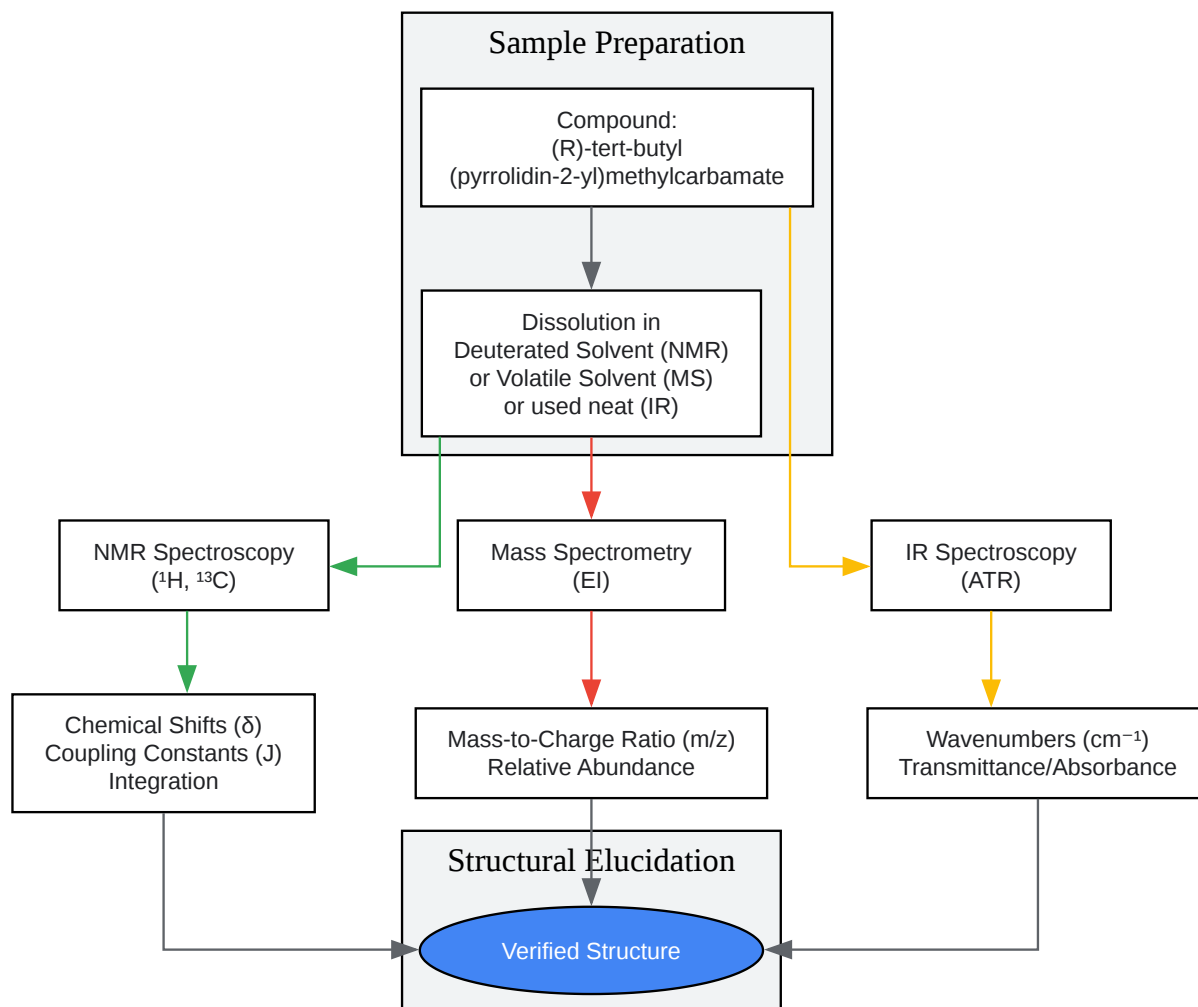 Sample Preparation
Compound:
(R)-tert-butyl
(pyrrolidin-2-yl)methylcarbamate
Dissolution in
Deuterated Solvent (NMR)
or Volatile Solvent (MS)
or used neat (IR)
NMR Spectroscopy
(¹H, ¹³C)
Mass Spectrometry
(EI)
IR Spectroscopy
(ATR)
Chemical Shifts (δ)
Coupling Constants (J)
Integration
Mass-to-Charge Ratio (m/z)
Relative Abundance
Wavenumbers (cm⁻¹)
Transmittance/Absorbance
Structural Elucidation
Verified Structure